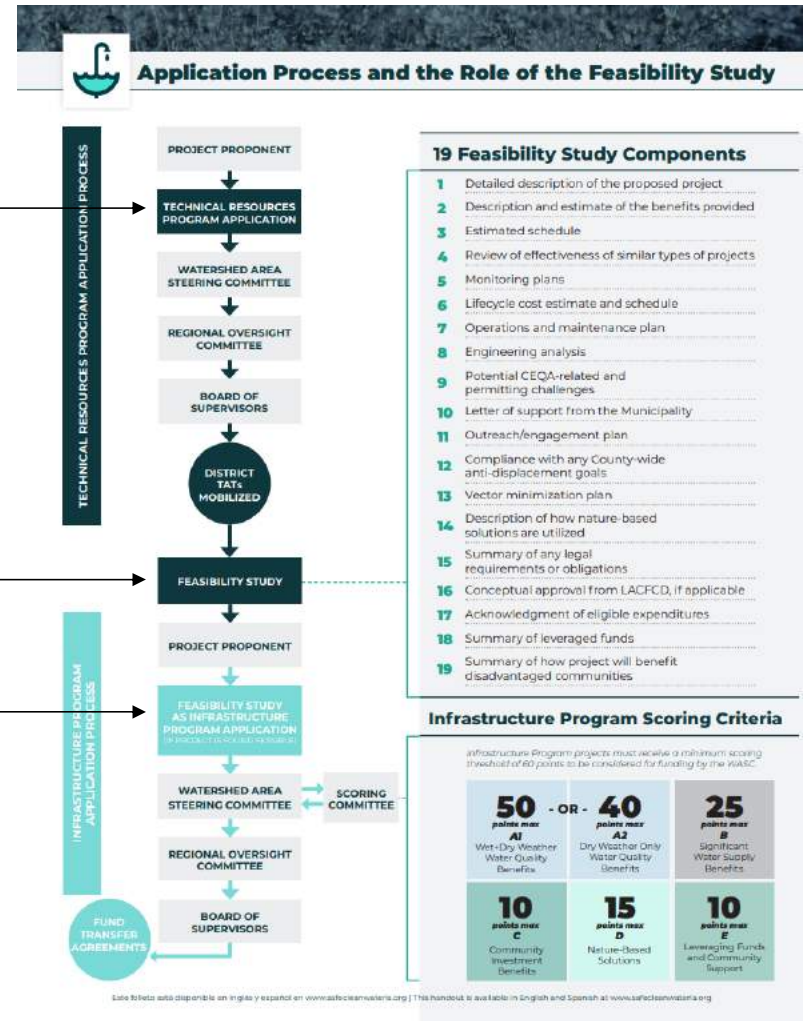 Application Process and the Role of the Feasibility Study
TECHNICAL RESOURCES PROGRAM APPLICATION PROCESS
PROJECT PROPONENT
TECHNICAL RESOURCES
PROGRAM APPLICATION
WATERSHED AREA
STEERING COMMITTEE
REGIONAL OVERSIGHT
COMMITTEE
BOARD OF
SUPERVISORS
DISTRICT
TATs
MOBILIZED
FEASIBILITY STUDY
INFRASTRUCTURE PROGRAM
APPLICATION PROCESS
PROJECT PROPONENT
FEASIBILITY STUDY
AS INFRASTRUCTURE
PROGRAM APPLICATION
WATERSHED AREA
STEERING COMMITTEE
SCORING
COMMITTEE
REGIONAL OVERSIGHT
COMMITTEE
BOARD OF
SUPERVISORS
FUND
TRANSFER
AGREEMENTS
19 Feasibility Study Components
1 Detailed description of the proposed project
2 Description and estimate of the benefits provided
3 Estimated schedule
4 Review of effectiveness of similar types of projects
5 Monitoring plans
6 Lifecycle cost estimate and schedule
7 Operations and maintenance plan
8 Engineering analysis
9 Potential CEQA-related and
permitting challenges
10 Letter of support from the Municipality
11 Outreach/engagement plan
12 Compliance with any County-wide
anti-displacement goals
13 Vector minimization plan
14 Description of how nature-based
solutions are utilized
15 Summary of any legal
requirements or obligations
16 Conceptual approval from LACFCD, if applicable
17 Acknowledgment of eligible expenditures
18 Summary of leveraged funds
19 Summary of how project will benefit
disadvantaged communities
Infrastructure Program Scoring Criteria
Infrastructure Program projects must receive a minimum scoring
threshold of 60 points to be considered for funding by the WASC.
50 - OR - 40
points max
A1
Wet+Dry Weather
Water Quality
Benefits
points max
A2
Dry Weather Only
Water Quality
Benefits
25
points max
B
Significant
Water Supply
Benefits
10
points max
C
Community
Investment
Benefits
15
points max
D
Nature-Based
Solutions
10
points max
E
Leveraging Funds
and Community
Support
Este folleto está disponible en inglés y español en www.safecleanwaterla.org | This handout is available in English and Spanish at www.safecleanwaterla.org